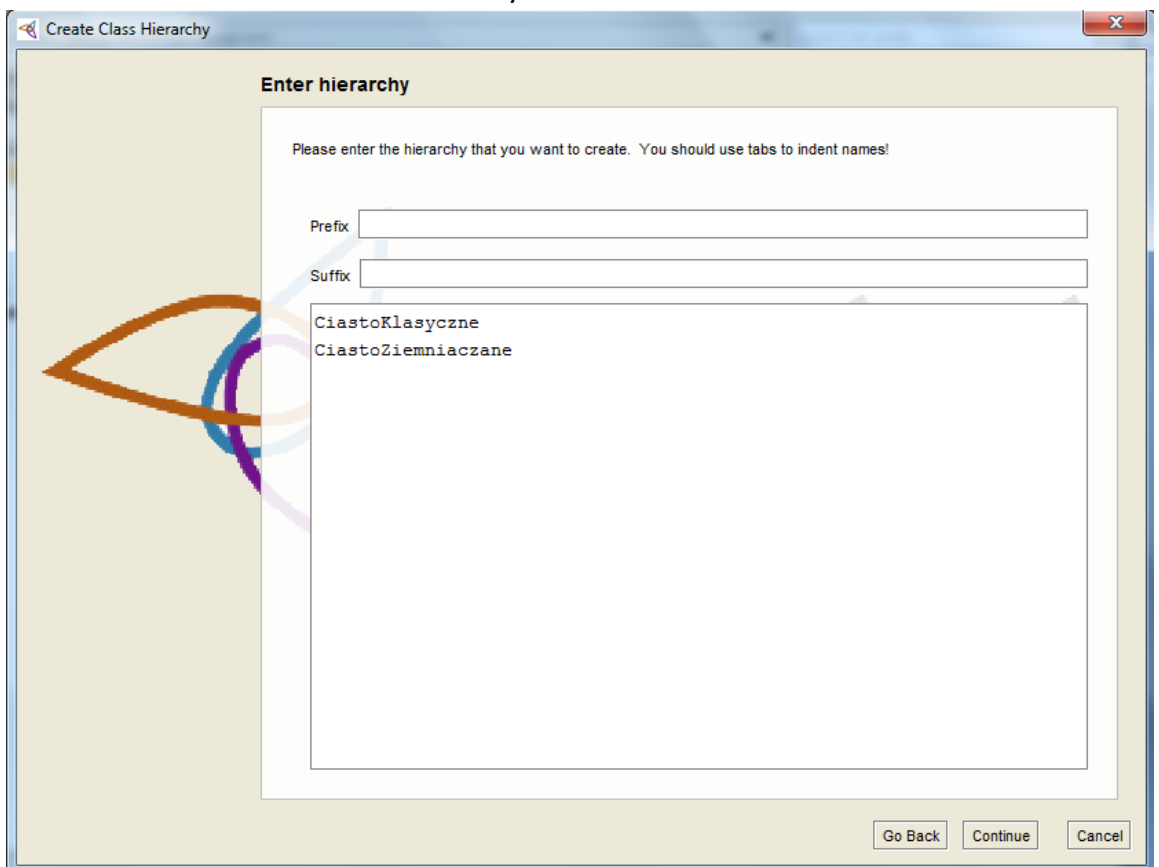 Create Class Hierarchy
Enter hierarchy
Please enter the hierarchy that you want to create. You should use tabs to indent names!
Prefix
Suffix
CiastoKlasyczne
CiastoZiemniaczane
Go Back Continue Cancel